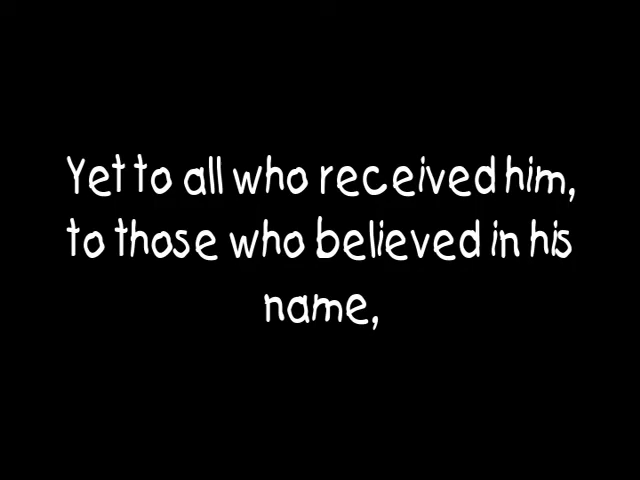 Yet to all who received him,
to those who believed in his
name,